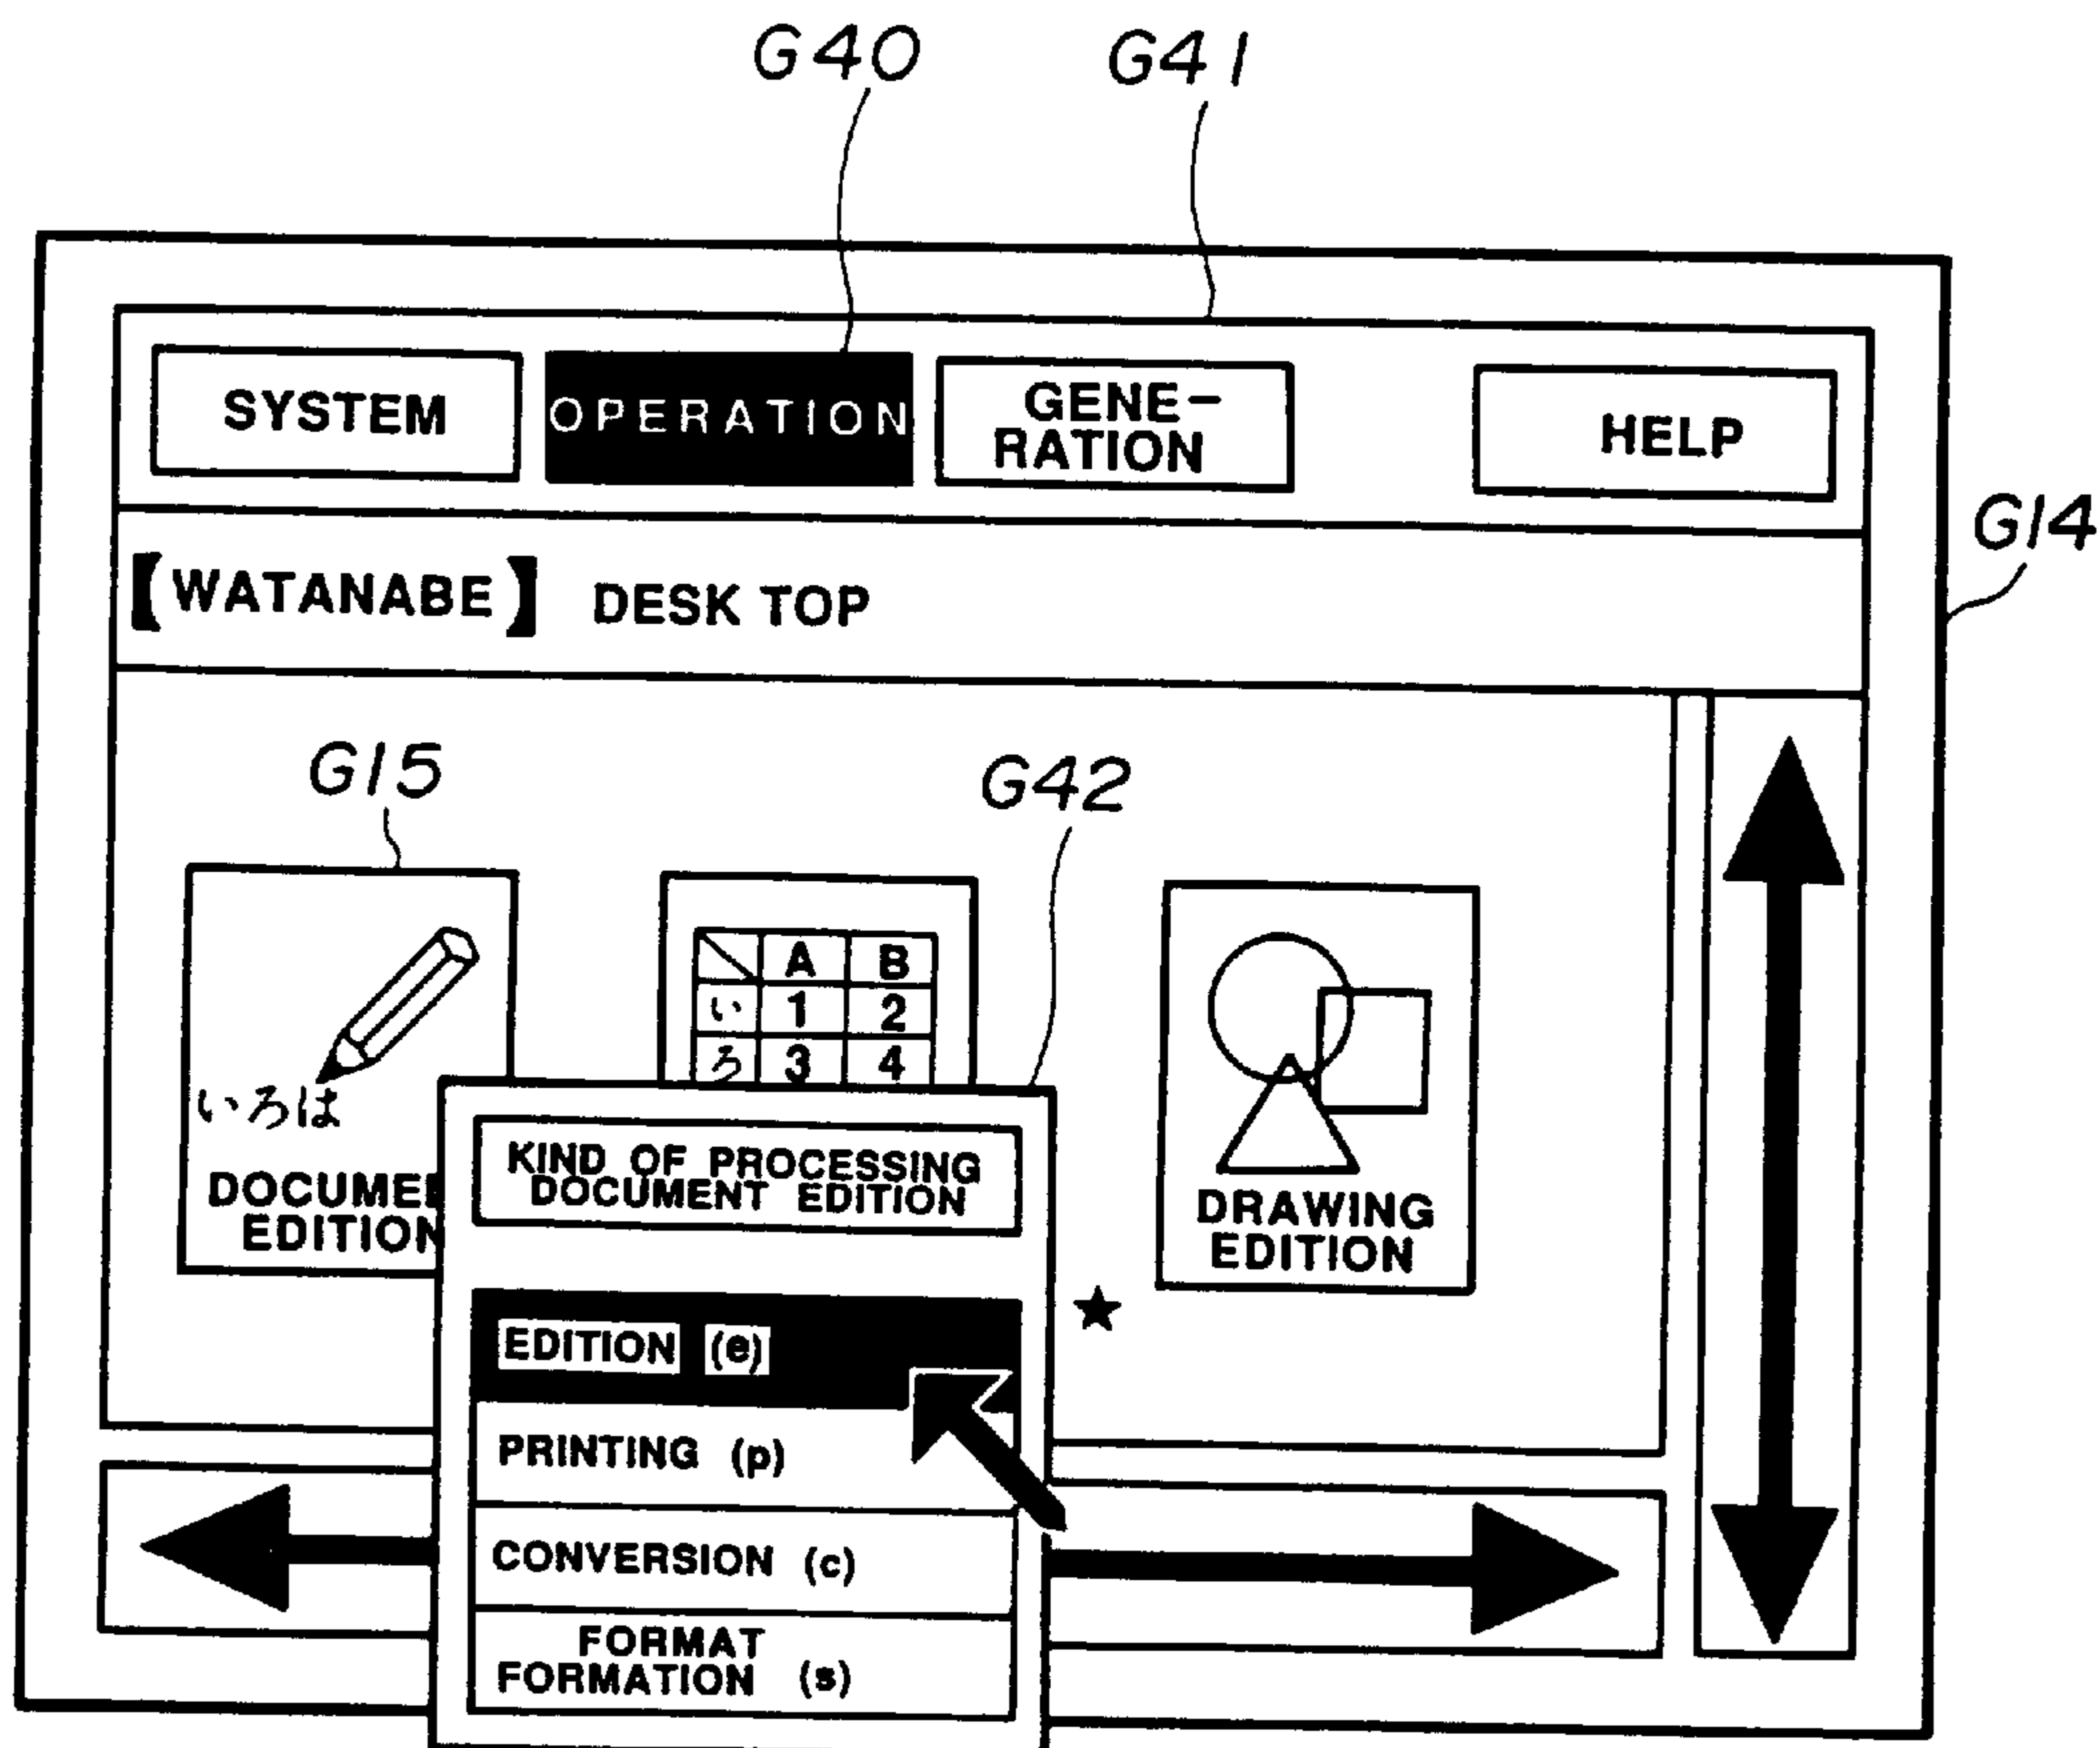 G40 G41
SYSTEM OPERATION GENE- HELP
RATION
G14
【WATANABE】 DESK TOP
G15 G42
A B
い 1 2
ろ 3 4
いろは
KIND OF PROCESSING
DOCUMENT EDITION
DOCUME
EDITION
DRAWING
EDITION
EDITION (e)
PRINTING (p)
CONVERSION (c)
FORMAT
FORMATION (s)